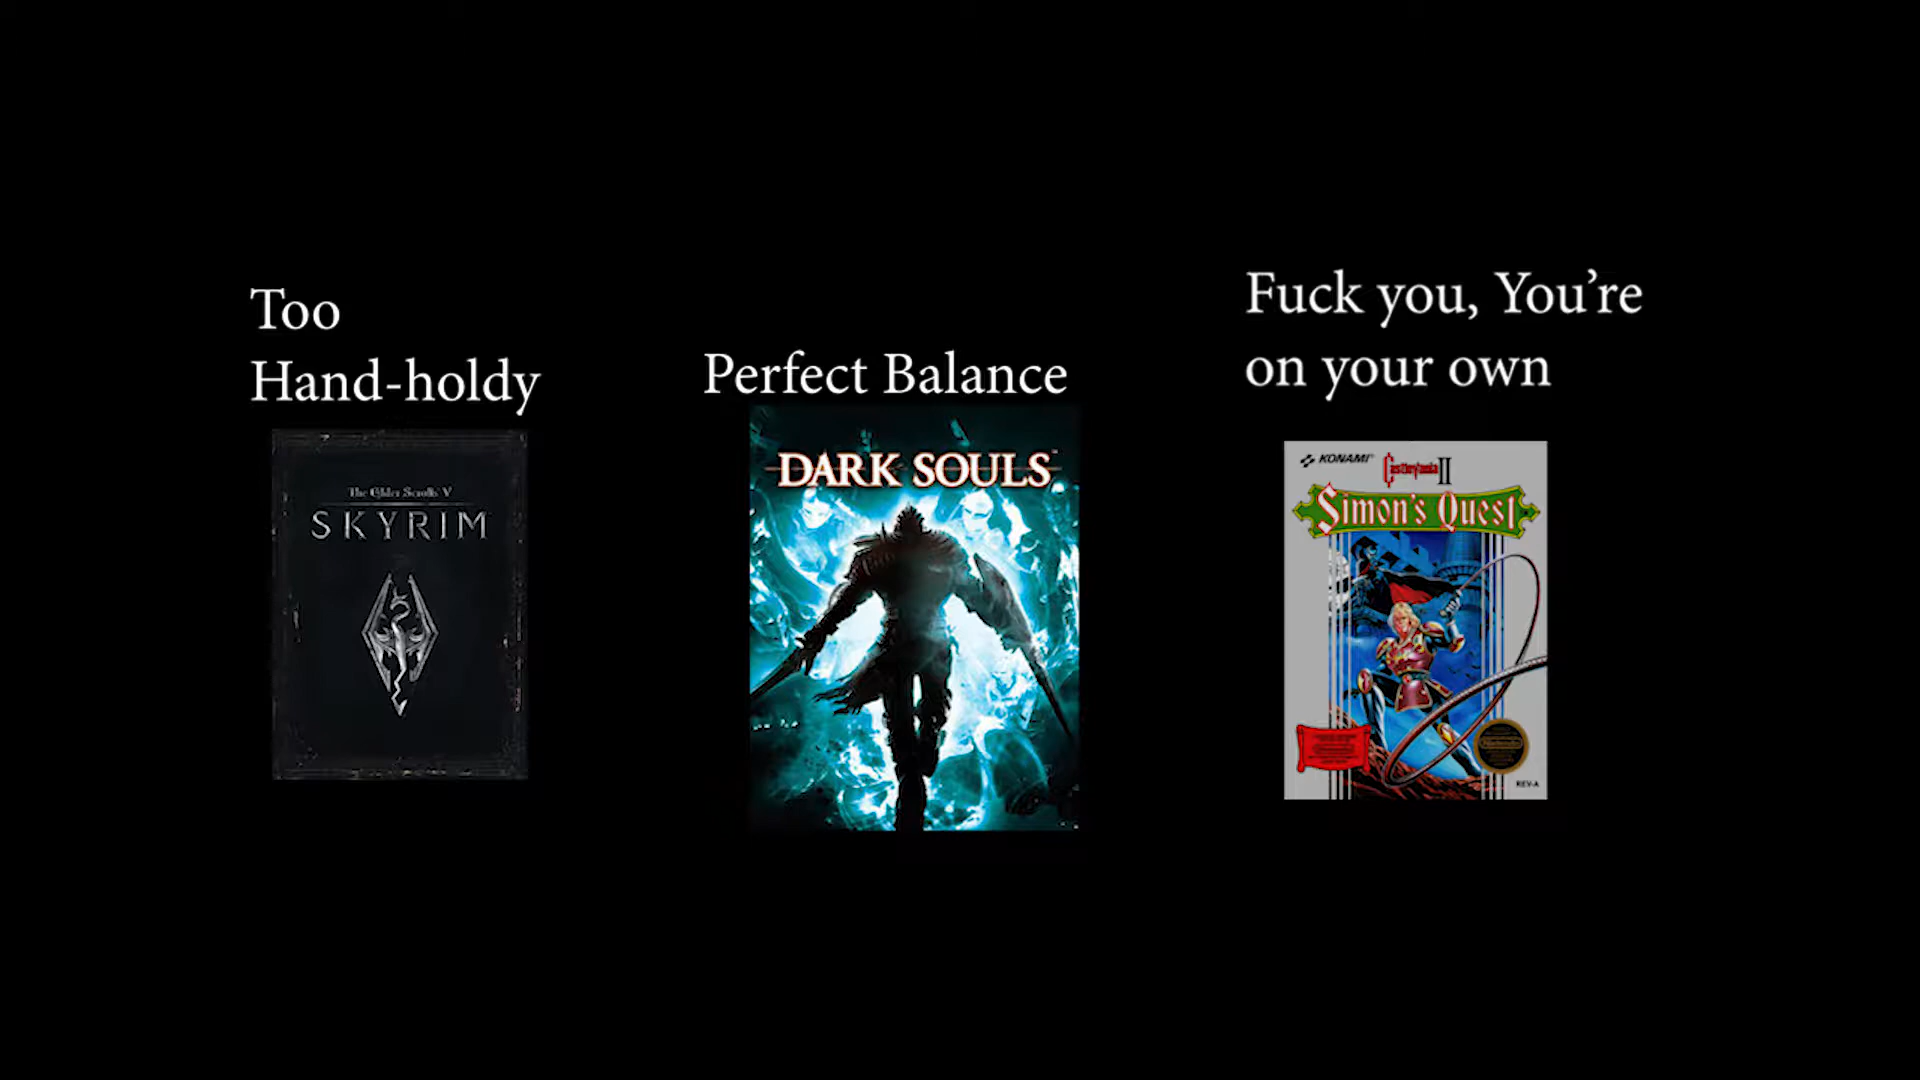 Too
Hand-holdy
The Elder Scrolls V
SKYRIM
Perfect Balance
DARK SOULS
Fuck you, You’re
on your own
KONAMI
Castlevania II
Simon's Quest
Nintendo
REV-A